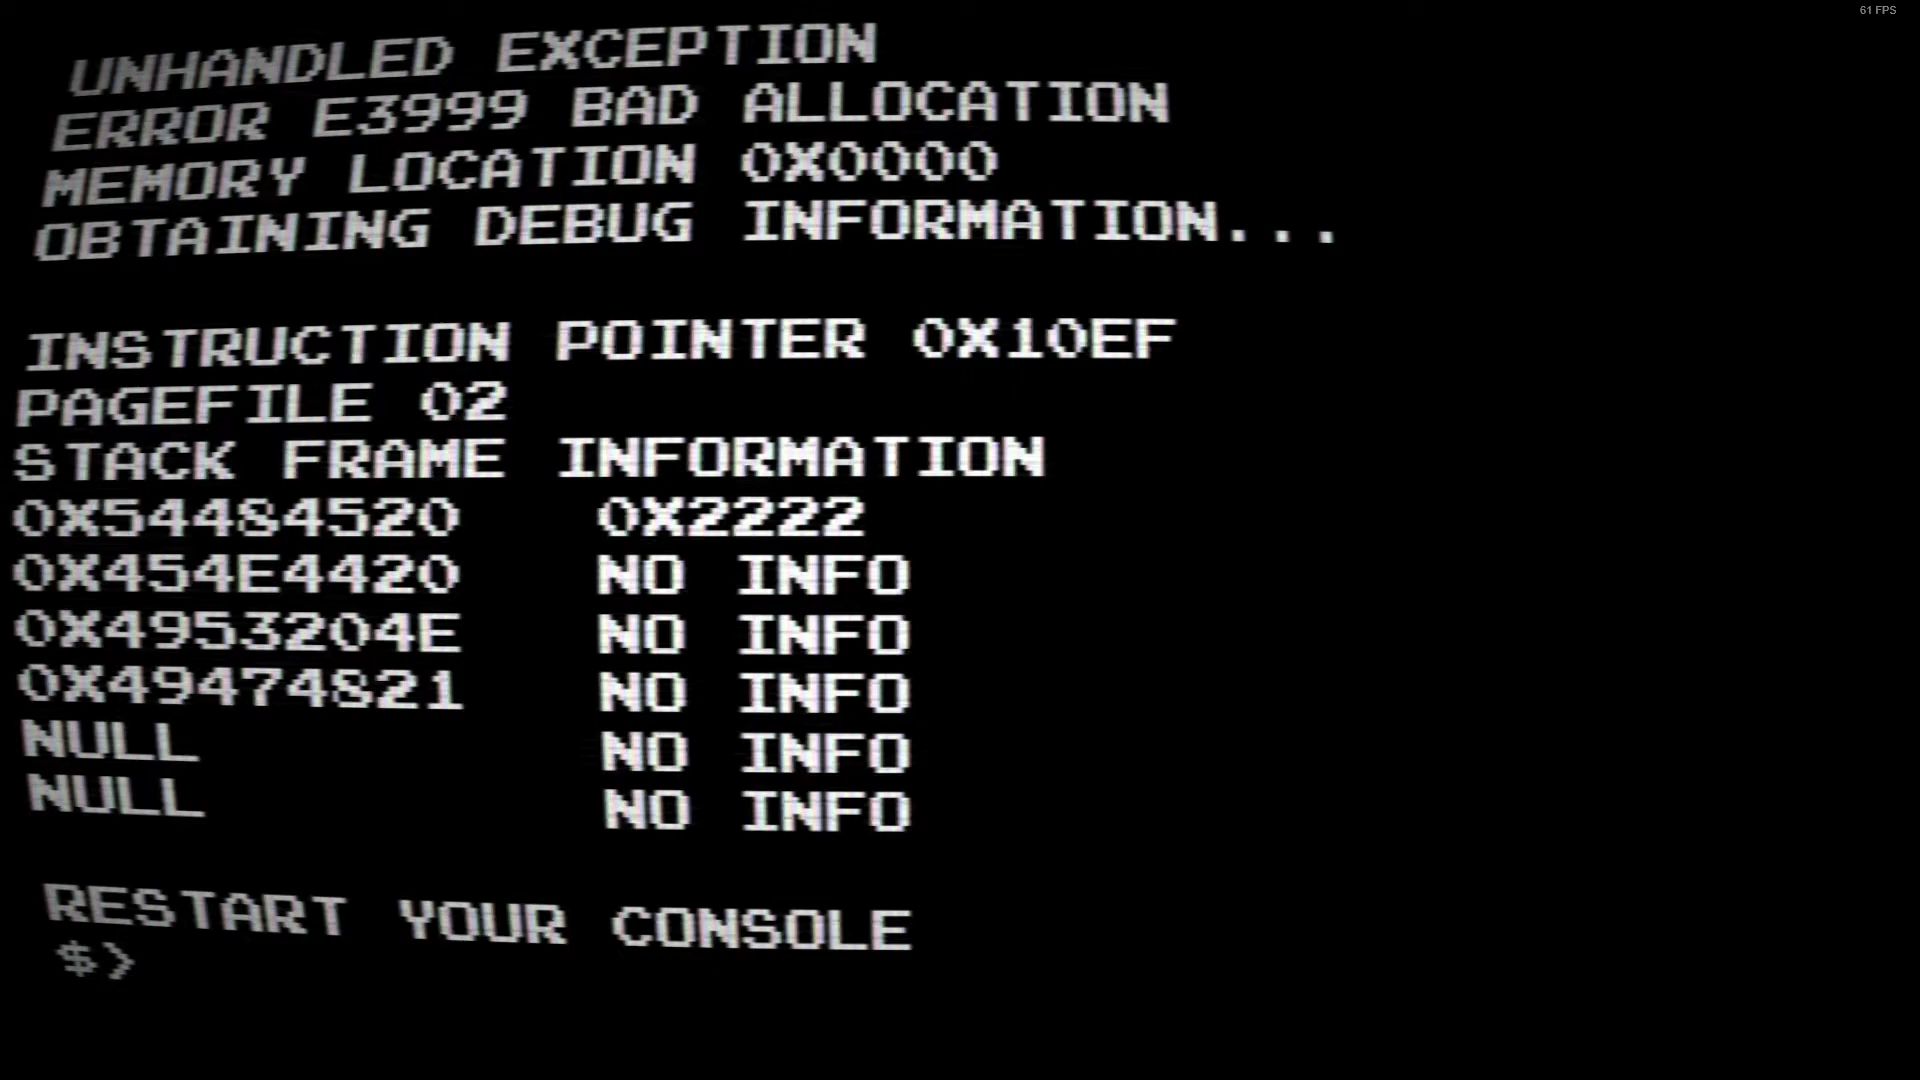 61 FPS
UNHANDLED EXCEPTION
ERROR E3999 BAD ALLOCATION
MEMORY LOCATION 0X0000
OBTAINING DEBUG INFORMATION...
INSTRUCTION POINTER 0X10EF
PAGEFILE 02
STACK FRAME INFORMATION
0X54484520 0X2222
0X454E4420 NO INFO
0X4953204E NO INFO
0X49474821 NO INFO
NULL NO INFO
NULL NO INFO
RESTART YOUR CONSOLE
$>